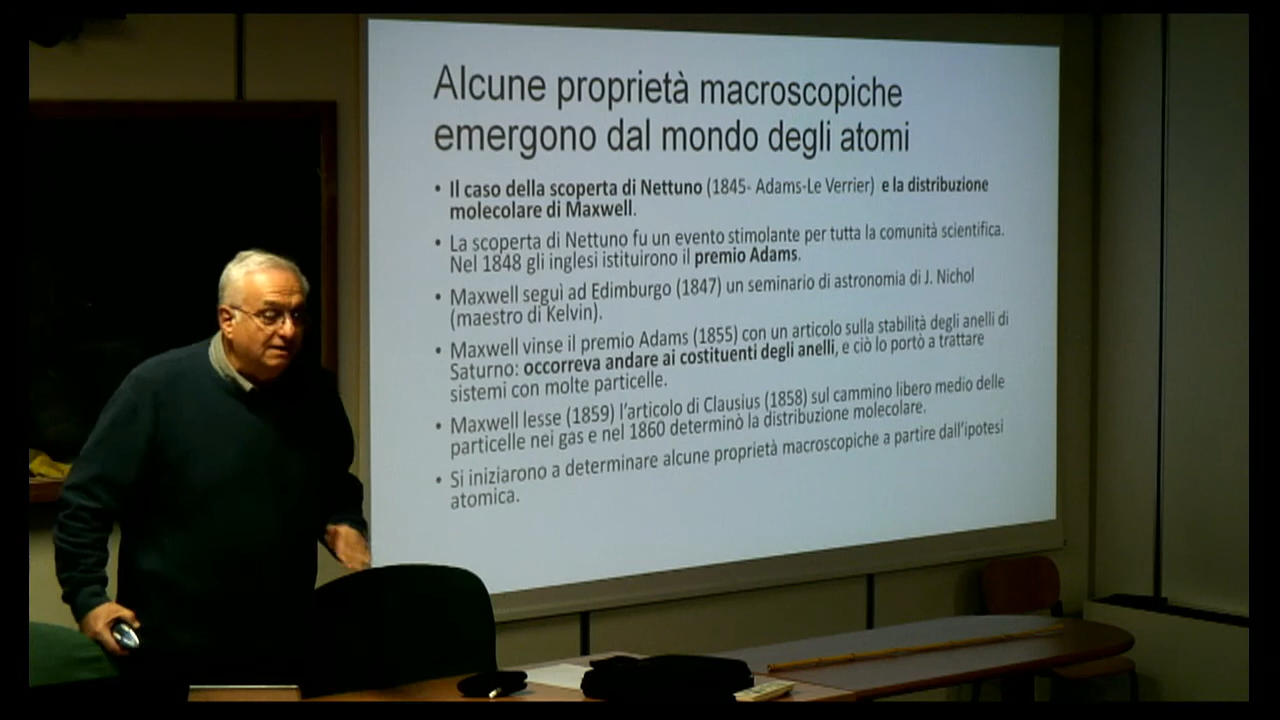 Alcune proprietà macroscopiche
emergono dal mondo degli atomi
• Il caso della scoperta di Nettuno (1845- Adams-Le Verrier) e la distribuzione
molecolare di Maxwell.
• La scoperta di Nettuno fu un evento stimolante per tutta la comunità scientifica.
Nel 1848 gli inglesi istituirono il premio Adams.
• Maxwell seguì ad Edimburgo (1847) un seminario di astronomia di J. Nichol
(maestro di Kelvin).
• Maxwell vinse il premio Adams (1855) con un articolo sulla stabilità degli anelli di
Saturno: occorreva andare ai costituenti degli anelli, e ciò lo portò a trattare
sistemi con molte particelle.
• Maxwell lesse (1859) l'articolo di Clausius (1858) sul cammino libero medio delle
particelle nei gas e nel 1860 determinò la distribuzione molecolare.
• Si iniziarono a determinare alcune proprietà macroscopiche a partire dall'ipotesi
atomica.